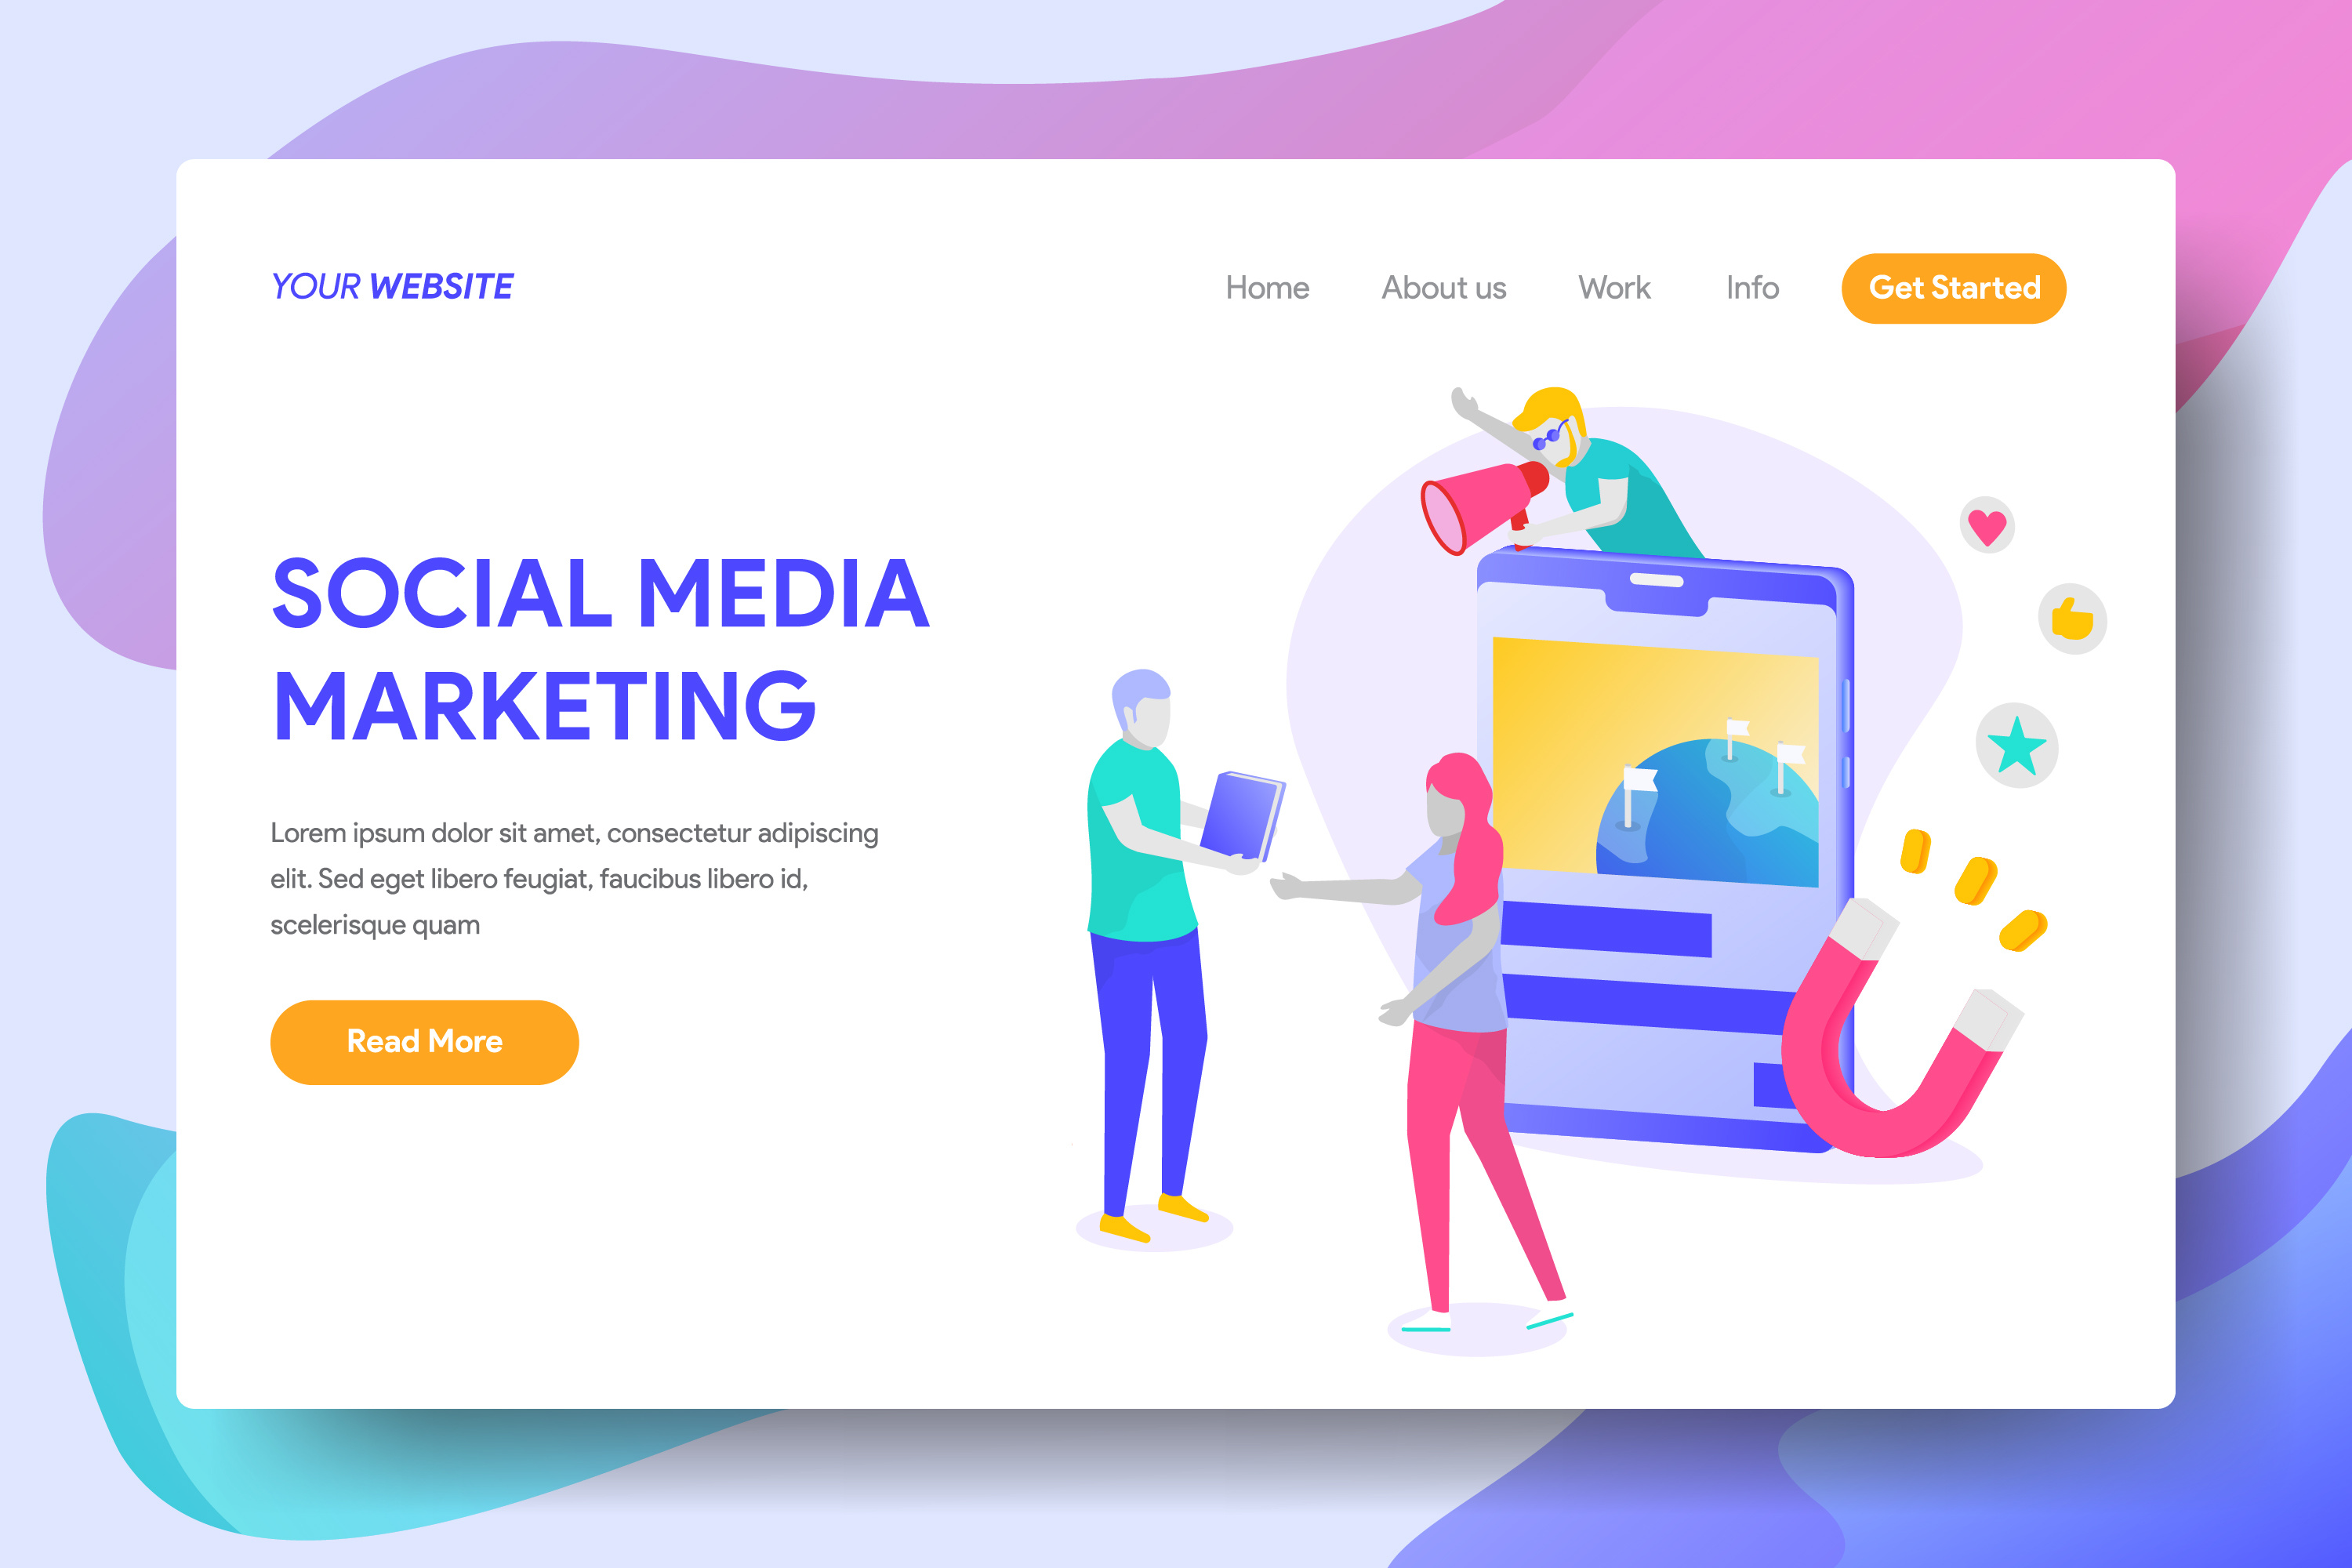 YOUR WEBSITE
Home About us Work Info Get Started
SOCIAL MEDIA
MARKETING
Lorem ipsum dolor sit amet, consectetur adipiscing
elit. Sed eget libero feugiat, faucibus libero id,
scelerisque quam
Read More